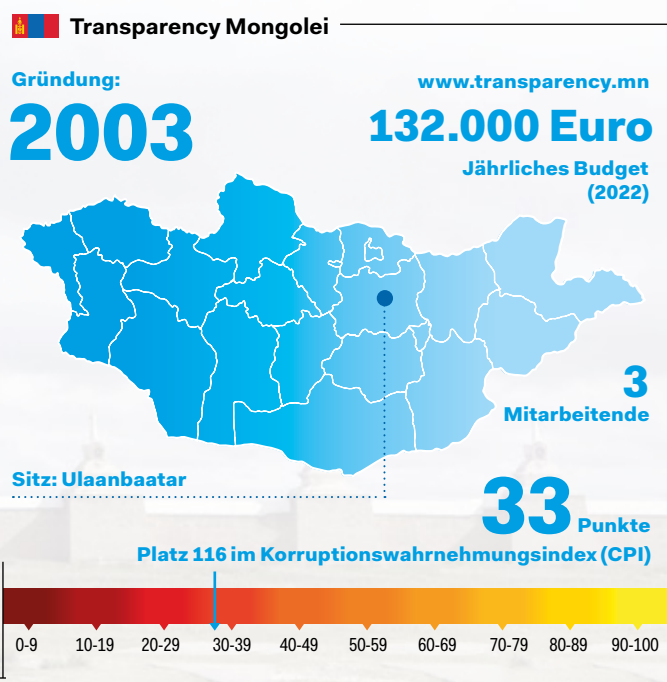 Transparency Mongolei
Gründung:
2003
www.transparency.mn
132.000 Euro
Jährliches Budget
(2022)
3
Mitarbeitende
Sitz: Ulaanbaatar
33 Punkte
Platz 116 im Korruptionswahrnehmungsindex (CPI)
0-9 10-19 20-29 30-39 40-49 50-59 60-69 70-79 80-89 90-100